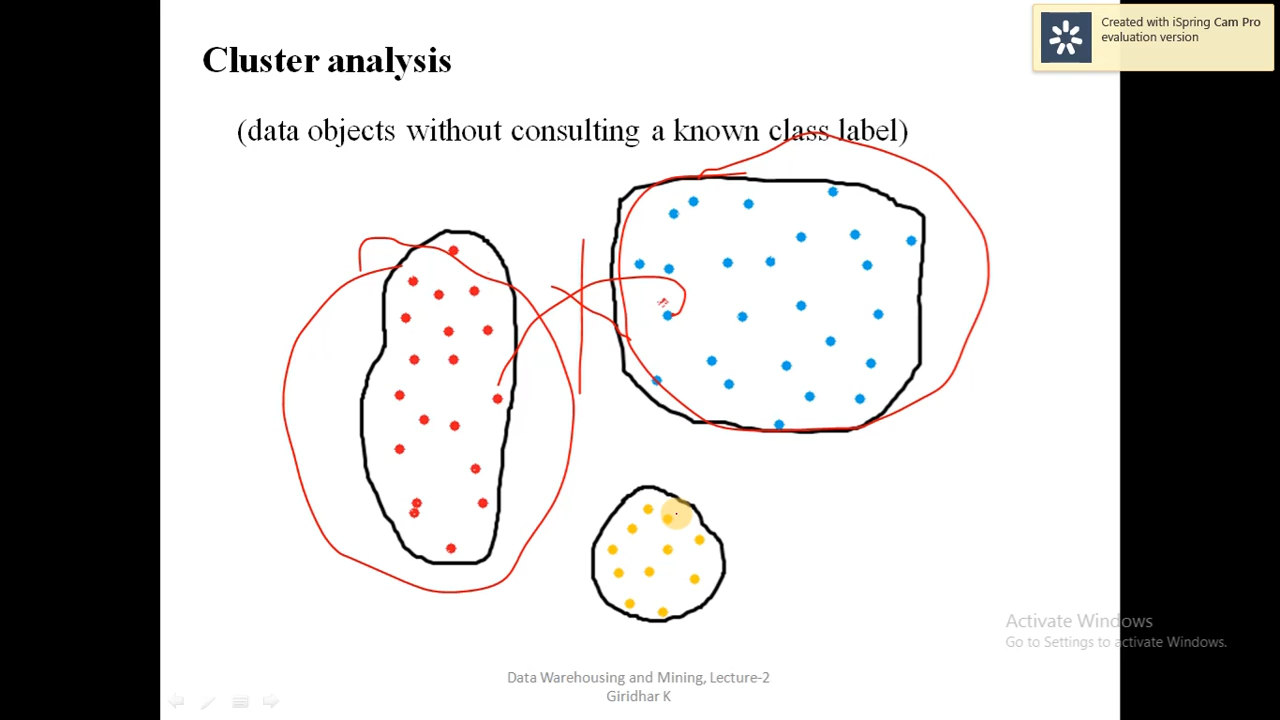 Created with iSpring Cam Pro
evaluation version
Cluster analysis
(data objects without consulting a known class label)
Activate Windows
Go to Settings to activate Windows.
Data Warehousing and Mining, Lecture-2
Giridhar K